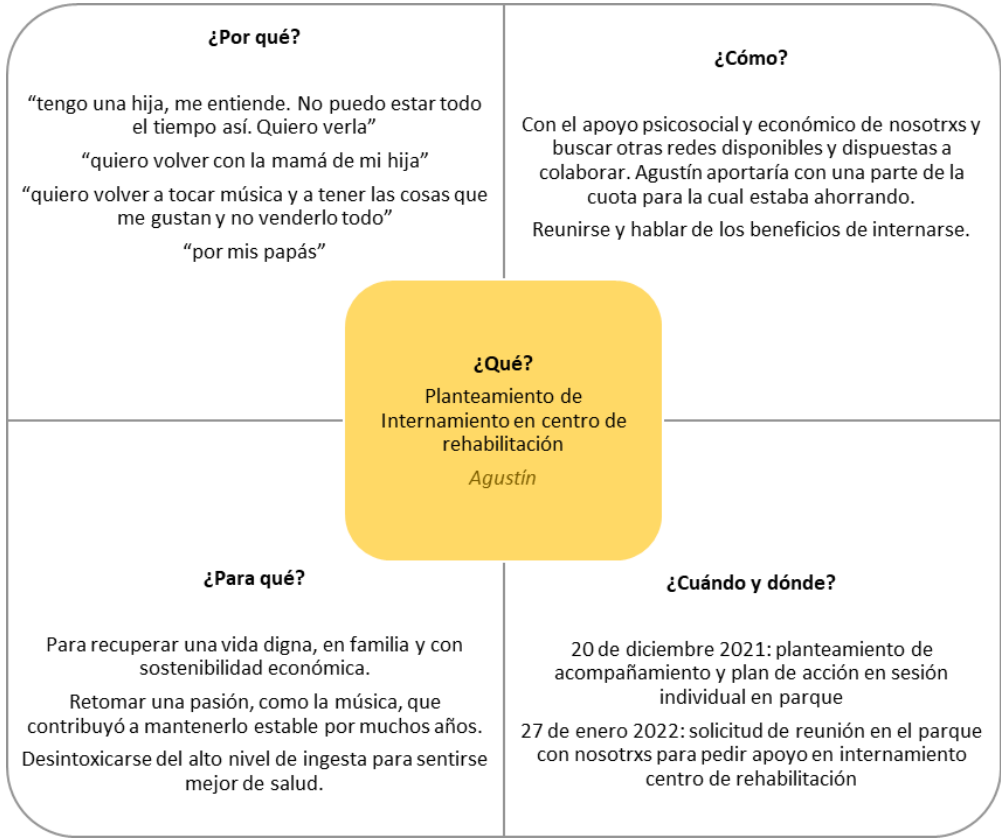 ¿Por qué?
“tengo una hija, me entiende. No puedo estar todo
el tiempo así. Quiero verla”
“quiero volver con la mamá de mi hija”
“quiero volver a tocar música y a tener las cosas que
me gustan y no venderlo todo”
“por mis papás”
¿Cómo?
Con el apoyo psicosocial y económico de nosotrxs y
buscar otras redes disponibles y dispuestas a
colaborar. Agustín aportaría con una parte de la
cuota para la cual estaba ahorrando.
Reunirse y hablar de los beneficios de internarse.
¿Qué?
Planteamiento de
Internamiento en centro de
rehabilitación
Agustín
¿Para qué?
Para recuperar una vida digna, en familia y con
sostenibilidad económica.
Retomar una pasión, como la música, que
contribuyó a mantenerlo estable por muchos años.
Desintoxicarse del alto nivel de ingesta para sentirse
mejor de salud.
¿Cuándo y dónde?
20 de diciembre 2021: planteamiento de
acompañamiento y plan de acción en sesión
individual en parque
27 de enero 2022: solicitud de reunión en el parque
con nosotrxs para pedir apoyo en internamiento
centro de rehabilitación